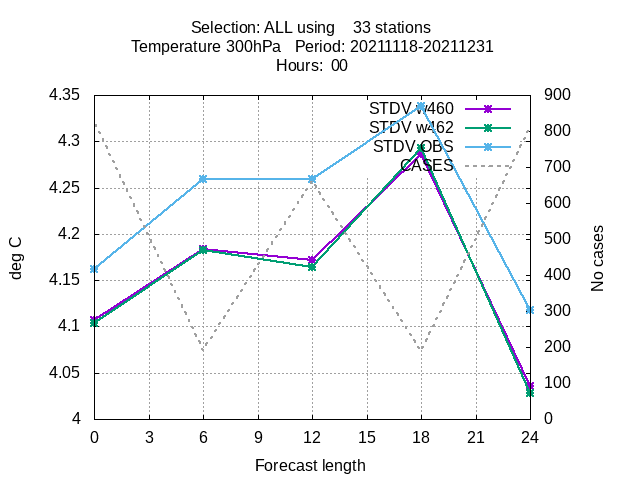 Selection: ALL using    33 stations
Temperature 300hPa   Period: 20211118-20211231
Hours:  00
STDV w460
STDV w462
STDV OBS
CASES
deg C
4.35
4.3
4.25
4.2
4.15
4.1
4.05
4
900
800
700
600
500
400
300
200
100
0
No cases
0 3 6 9 12 15 18 21 24
Forecast length